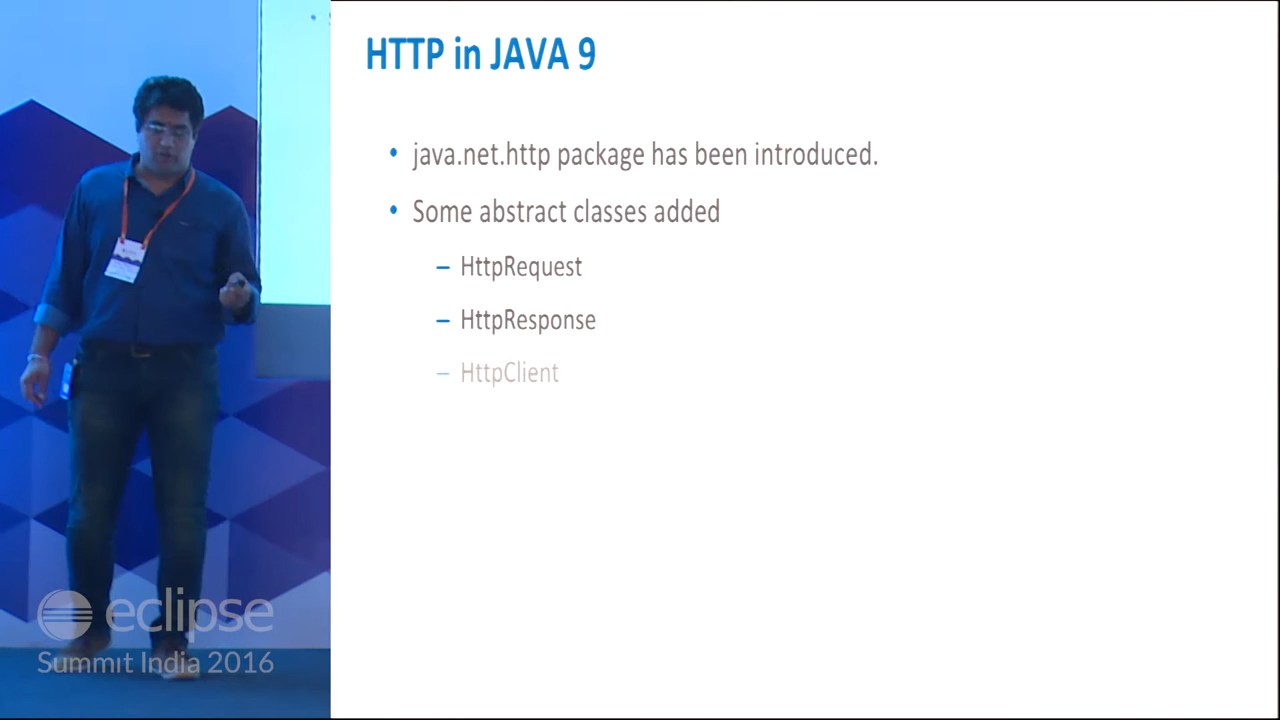 HTTP in JAVA 9
• java.net.http package has been introduced.
• Some abstract classes added
– HttpRequest
– HttpResponse
– HttpClient
eclipse
Summit India 2016